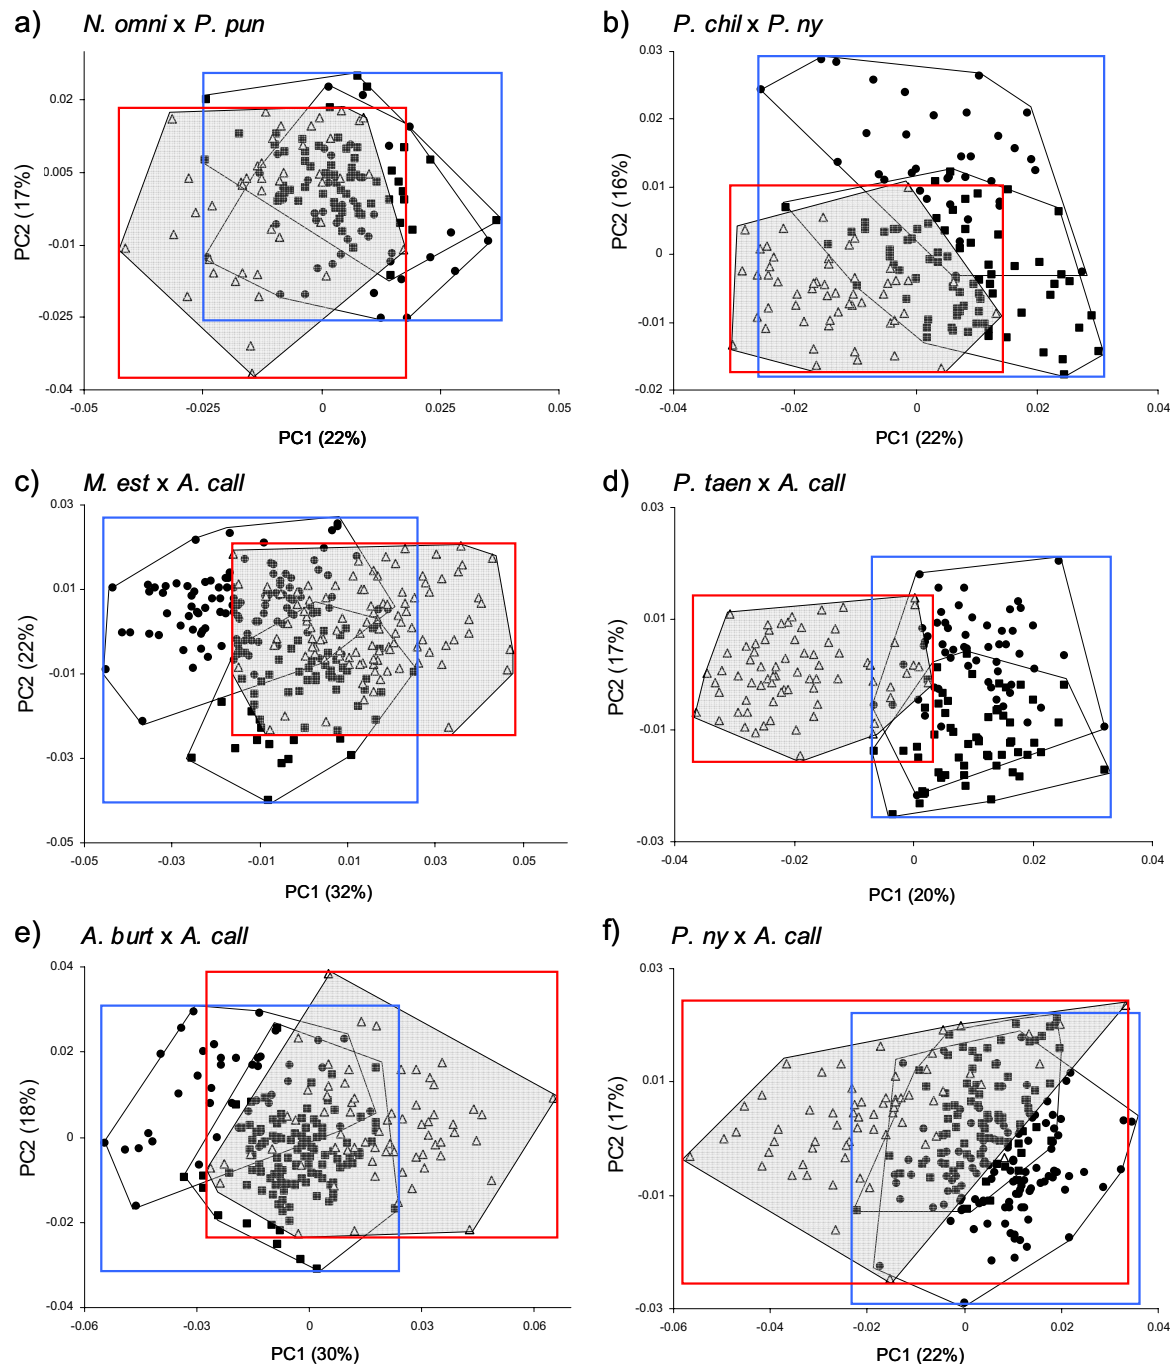 a) N. omni x P. pun
0.02
0.005
-0.01
-0.025
-0.04
-0.05 -0.025 0 0.025 0.05
PC2 (17%)
PC1 (22%)
b) P. chil x P. ny
0.03
0.02
0.01
0
-0.01
-0.02
-0.04 -0.02 0 0.02 0.04
PC2 (16%)
PC1 (22%)
c) M. est x A. call
0.03
0.01
-0.01
-0.03
-0.05
-0.05 -0.03 -0.01 0.01 0.03 0.05
PC2 (22%)
PC1 (32%)
d) P. taen x A. call
0.03
0.01
-0.01
-0.03
-0.04 -0.02 0 0.02 0.04
PC2 (17%)
PC1 (20%)
e) A. burt x A. call
0.04
0.02
0
-0.02
-0.04
-0.06 -0.03 0 0.03 0.06
PC2 (18%)
PC1 (30%)
f) P. ny x A. call
0.03
0.01
-0.01
-0.03
-0.06 -0.04 -0.02 0 0.02 0.04
PC2 (17%)
PC1 (22%)